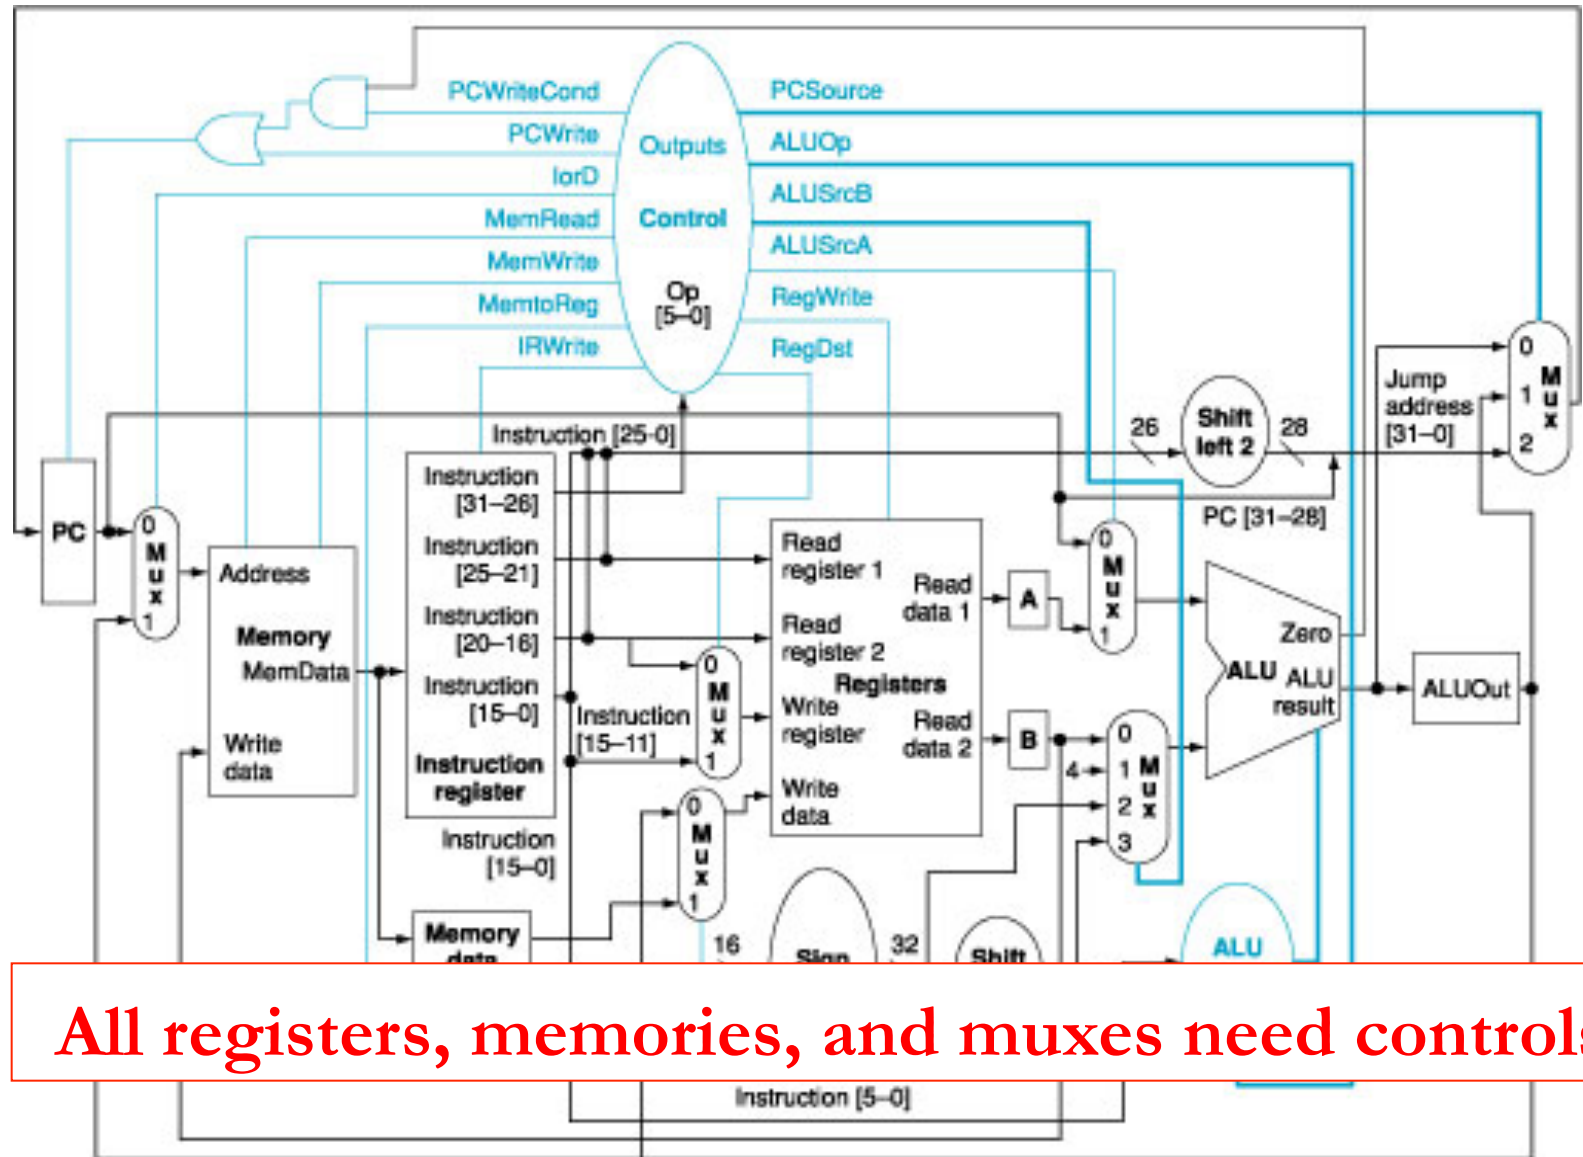 PCWriteCond
PCWrite
IorD
MemRead
MemWrite
MemtoReg
IRWrite
Outputs
Control
Op
[5–0]
PCSource
ALUOp
ALUSrcB
ALUSrcA
RegWrite
RegDst
Instruction [25-0]
26
Shift
left 2
28
Jump
address
[31–0]
0
1
2
M
u
x
PC [31–28]
PC
0
M
u
x
1
Address
Memory
MemData
Write
data
Instruction
[31–26]
Instruction
[25–21]
Instruction
[20–16]
Instruction
[15–0]
Instruction
register
Instruction
[15–11]
0
M
u
x
1
Read
register 1
Read
register 2
Registers
Write
register
Write
data
Read
data 1
Read
data 2
A
B
0
M
u
x
1
4
0
1
2
3
M
u
x
Zero
ALU
ALU
result
ALUOut
Instruction
[15–0]
0
M
u
x
1
Memory
data
16
Sign
32
Shift
ALU
All registers, memories, and muxes need controls
Instruction [5–0]